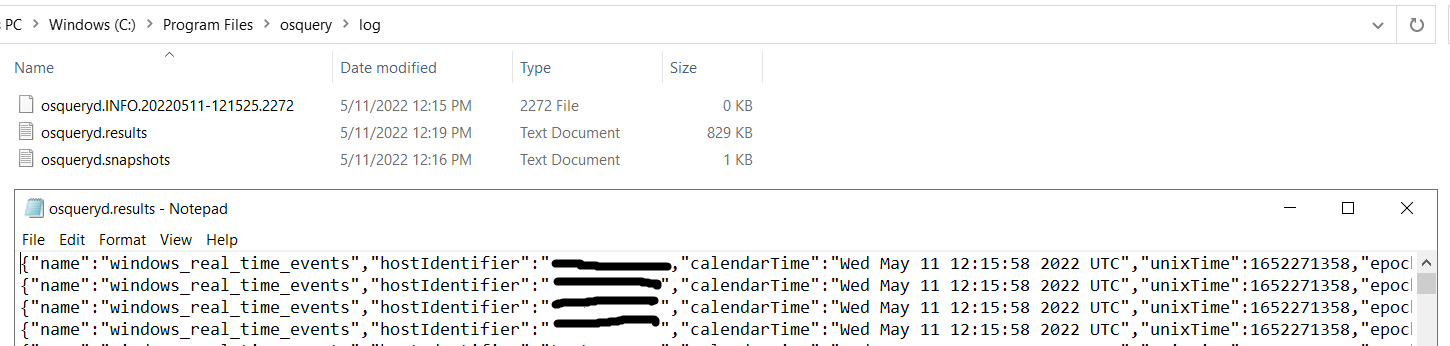 PC > Windows (C:) > Program Files > osquery > log
Name Date modified Type Size
osqueryd.INFO.20220511-121525.2272 5/11/2022 12:15 PM 2272 File 0 KB
osqueryd.results 5/11/2022 12:19 PM Text Document 829 KB
osqueryd.snapshots 5/11/2022 12:16 PM Text Document 1 KB
osqueryd.results - Notepad
File Edit Format View Help
{"name":"windows_real_time_events","hostIdentifier":" ,"calendarTime":"Wed May 11 12:15:58 2022 UTC","unixTime":1652271358,"epoc
{"name":"windows_real_time_events","hostIdentifier":" ","calendarTime":"Wed May 11 12:15:58 2022 UTC","unixTime":1652271358,"epoc
{"name":"windows_real_time_events","hostIdentifier":" ","calendarTime":"Wed May 11 12:15:58 2022 UTC","unixTime":1652271358,"epoc
{"name":"windows_real_time_events","hostIdentifier":" ","calendarTime":"Wed May 11 12:15:58 2022 UTC","unixTime":1652271358,"epoc